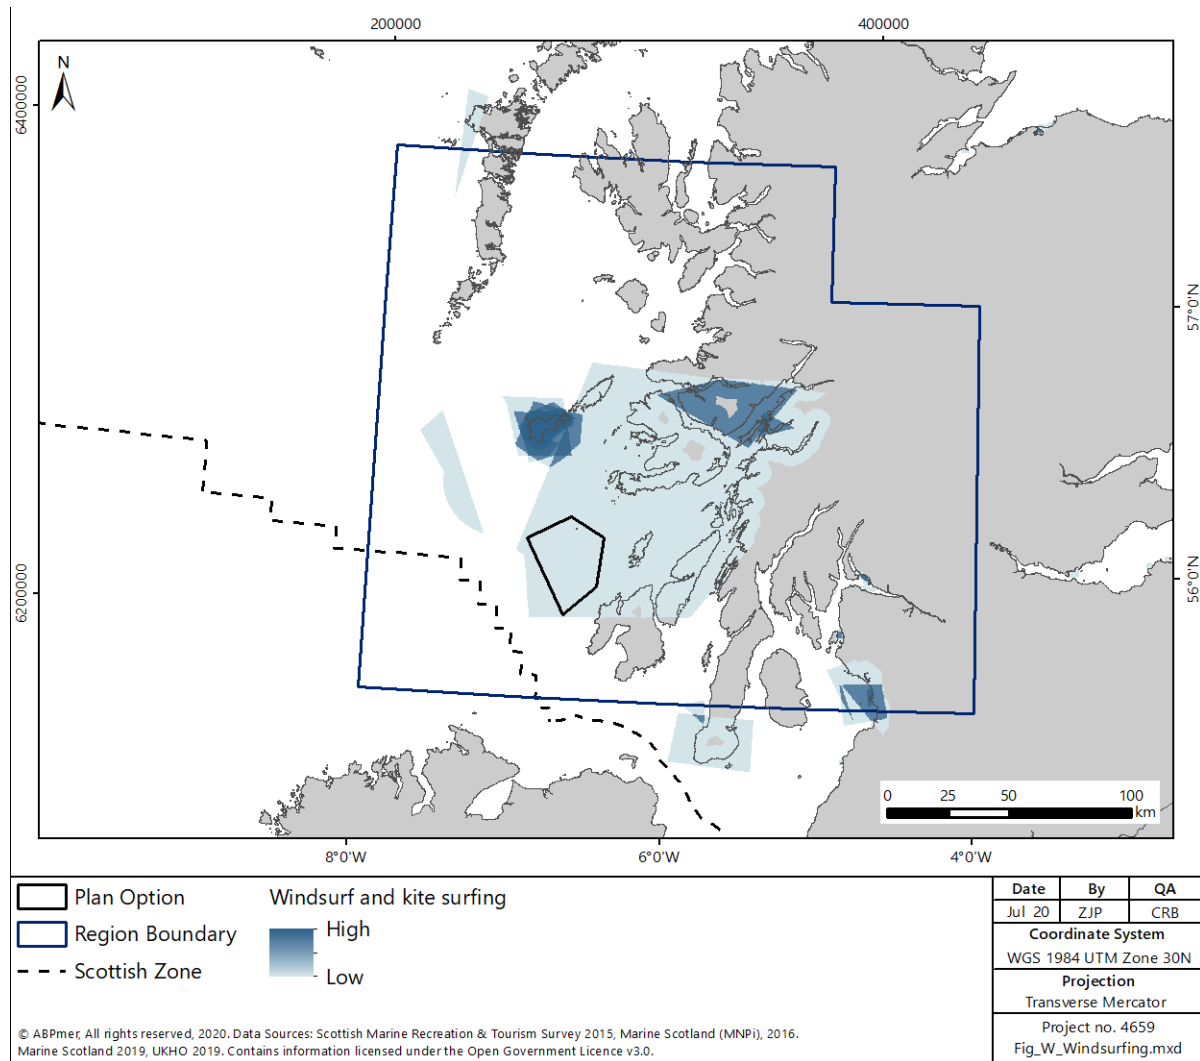 200000
400000
N
6400000
57°0'N
56°0'N
6200000
0 25 50 100
km
8°0'W
6°0'W
4°0'W
Plan Option
Region Boundary
Scottish Zone
Windsurf and kite surfing
High
Low
Date By QA
Jul 20 ZJP CRB
Coordinate System
WGS 1984 UTM Zone 30N
Projection
Transverse Mercator
Project no. 4659
Fig_W_Windsurfing.mxd
© ABPmer, All rights reserved, 2020. Data Sources: Scottish Marine Recreation & Tourism Survey 2015, Marine Scotland (MNPi), 2016.
Marine Scotland 2019, UKHO 2019. Contains information licensed under the Open Government Licence v3.0.